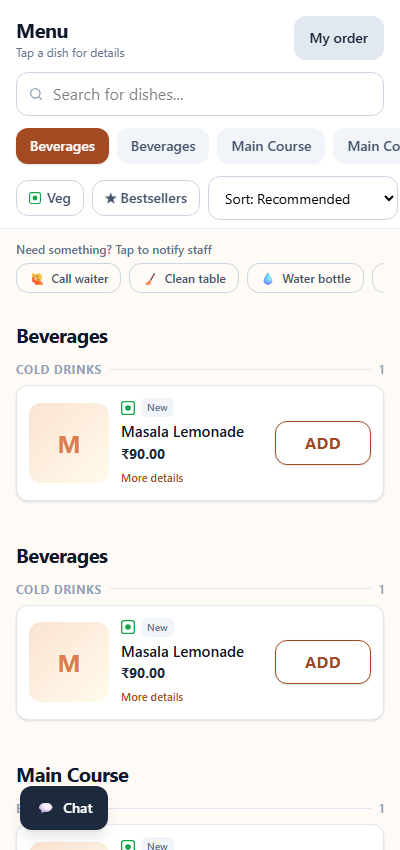 Menu
Tap a dish for details
My order
Search for dishes...
Beverages
Beverages
Main Course
Main Co
Veg
★ Bestsellers
Sort: Recommended
Need something? Tap to notify staff
Call waiter
Clean table
Water bottle
Beverages
COLD DRINKS
1
M
New
Masala Lemonade
₹90.00
More details
ADD
Beverages
COLD DRINKS
1
M
New
Masala Lemonade
₹90.00
More details
ADD
Main Course
1
Chat
New